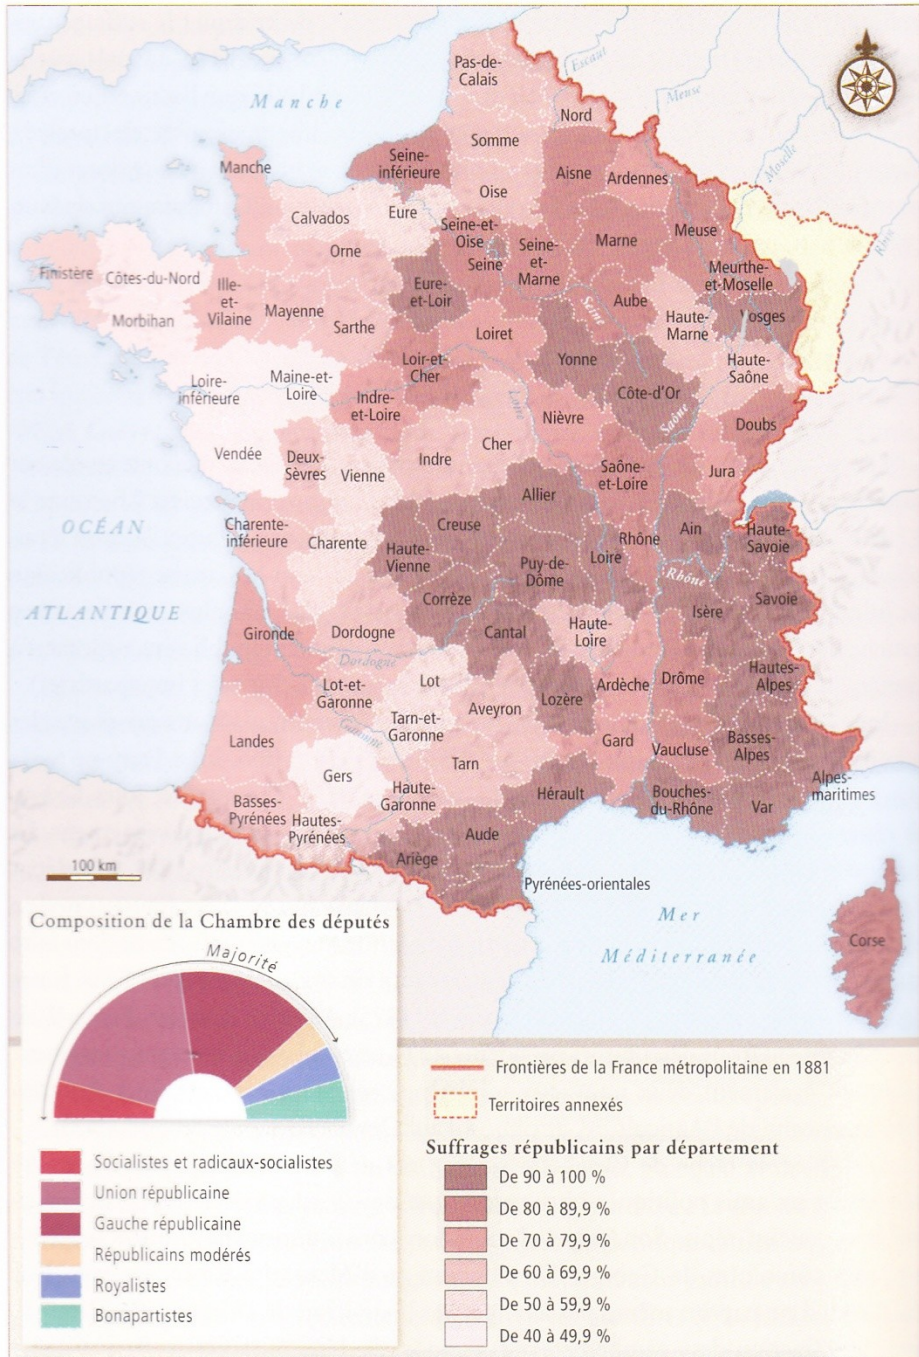 Escaut
Meuse
Moselle
Rhin
Manche
Pas-de-
Calais
Nord
Somme
Seine-
inférieure
Aisne
Ardennes
Manche
Oise
Calvados
Eure
Seine-et-
Oise
Seine
Seine-
et-
Marne
Marne
Meuse
Meurthe-
et-Moselle
Orne
Finistère
Côtes-du-Nord
Ille-
et-
Vilaine
Mayenne
Eure-
et-Loir
Seine
Aube
Haute-
Marne
Vosges
Morbihan
Sarthe
Loiret
Loir-et-
Cher
Yonne
Haute-
Saône
Loire-
inférieure
Maine-et-
Loire
Indre-
et-Loire
Loire
Côte-d'Or
Saône
Nièvre
Doubs
Vendée
Deux-
Sèvres
Vienne
Indre
Cher
Saône-
et-Loire
Jura
Allier
OCÉAN
ATLANTIQUE
Charente-
inférieure
Charente
Creuse
Haute-
Vienne
Puy-de-
Dôme
Loire
Rhône
Ain
Haute-
Savoie
Rhône
Corrèze
Isère
Savoie
Gironde
Dordogne
Dordogne
Cantal
Haute-
Loire
Lot-et-
Garonne
Lot
Lozère
Ardèche
Drôme
Hautes-
Alpes
Garonne
Tarn-et-
Garonne
Aveyron
Landes
Gers
Tarn
Gard
Vaucluse
Basses-
Alpes
Alpes-
maritimes
Basses-
Pyrénées
Hautes-
Pyrénées
Haute-
Garonne
Hérault
Bouches-
du-Rhône
Var
Ariège
Aude
Pyrénées-orientales
100 km
Mer
Méditerranée
Corse
Composition de la Chambre des députés
Majorité
Socialistes et radicaux-socialistes
Union républicaine
Gauche républicaine
Républicains modérés
Royalistes
Bonapartistes
Frontières de la France métropolitaine en 1881
Territoires annexés
Suffrages républicains par département
De 90 à 100 %
De 80 à 89,9 %
De 70 à 79,9 %
De 60 à 69,9 %
De 50 à 59,9 %
De 40 à 49,9 %